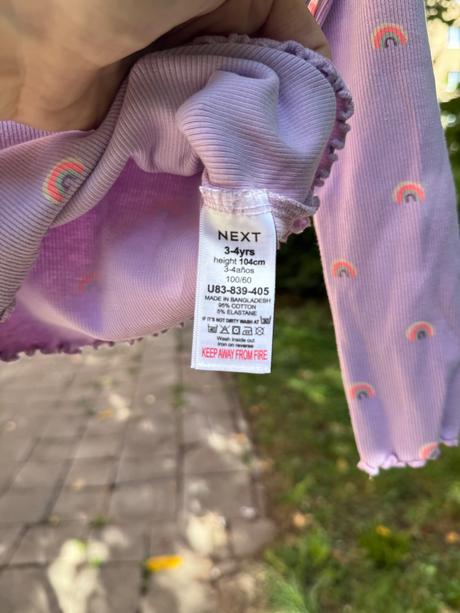 NEXT
3-4yrs
height 104cm
3-4años
100/60
U83-839-405
MADE IN BANGLADESH
95% COTTON
5% ELASTANE
IF IT'S NOT DIRTY WASH AT
Wash inside out
Iron on reverse
KEEP AWAY FROM FIRE